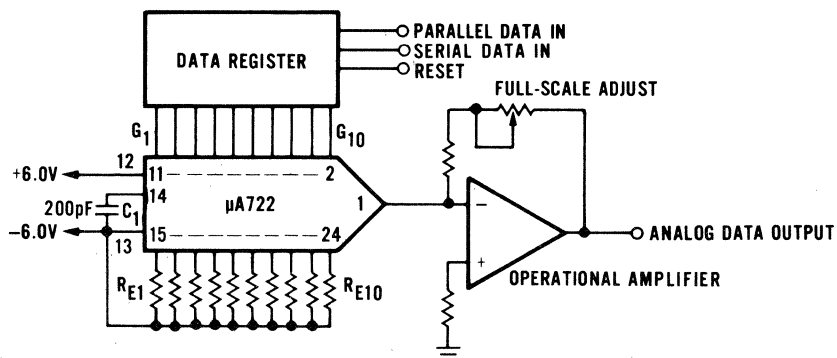 DATA REGISTER
PARALLEL DATA IN
SERIAL DATA IN
RESET
FULL-SCALE ADJUST
G1
G10
12
+6.0V
11
2
14
µA722
1
200pF
C1
−6.0V
13
15
24
−
+
ANALOG DATA OUTPUT
OPERATIONAL AMPLIFIER
RE1
RE10